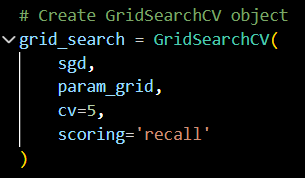 # Create GridSearchCV object
grid_search = GridSearchCV(
    sgd,
    param_grid,
    cv=5,
    scoring='recall'
)